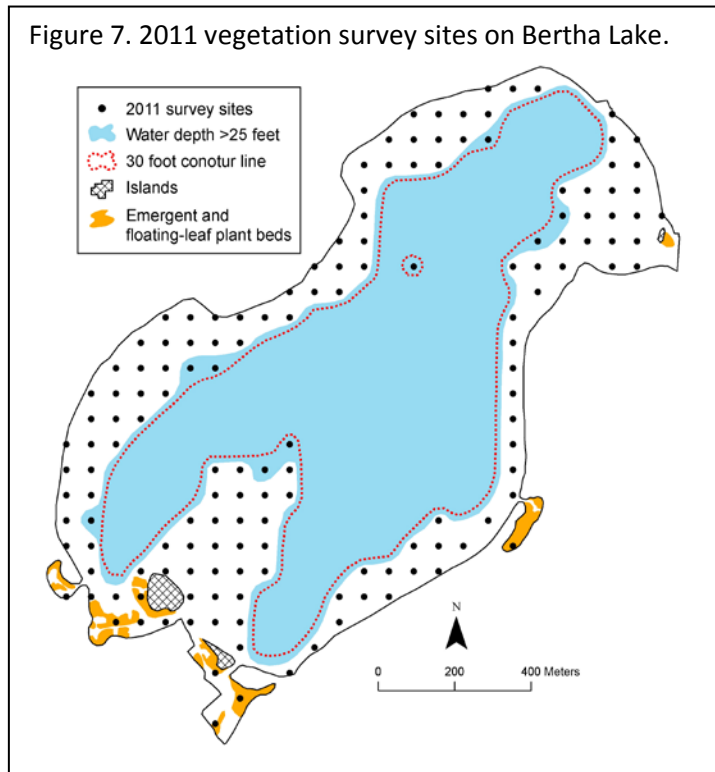 Figure 7. 2011 vegetation survey sites on Bertha Lake.
2011 survey sites
Water depth >25 feet
30 foot conotur line
Islands
Emergent and
floating-leaf plant beds
N
0 200 400 Meters